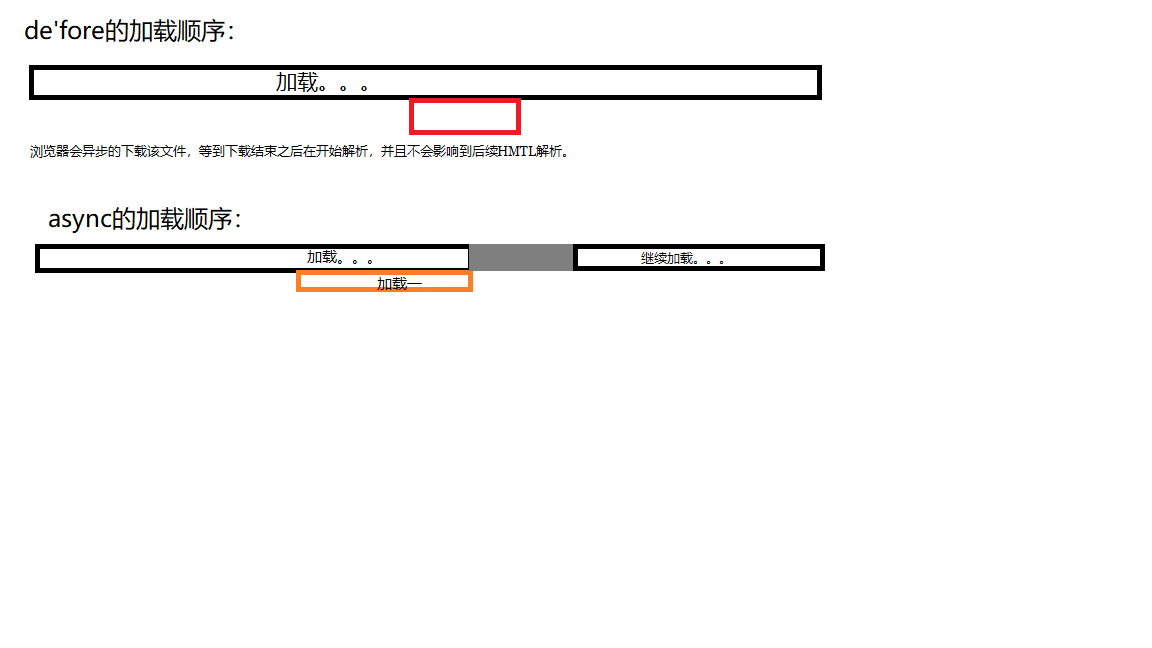 de'fore的加载顺序：
加载。。。
浏览器会异步的下载该文件，等到下载结束之后在开始解析，并且不会影响到后续HMTL解析。
async的加载顺序：
加载。。。
继续加载。。。
加载一